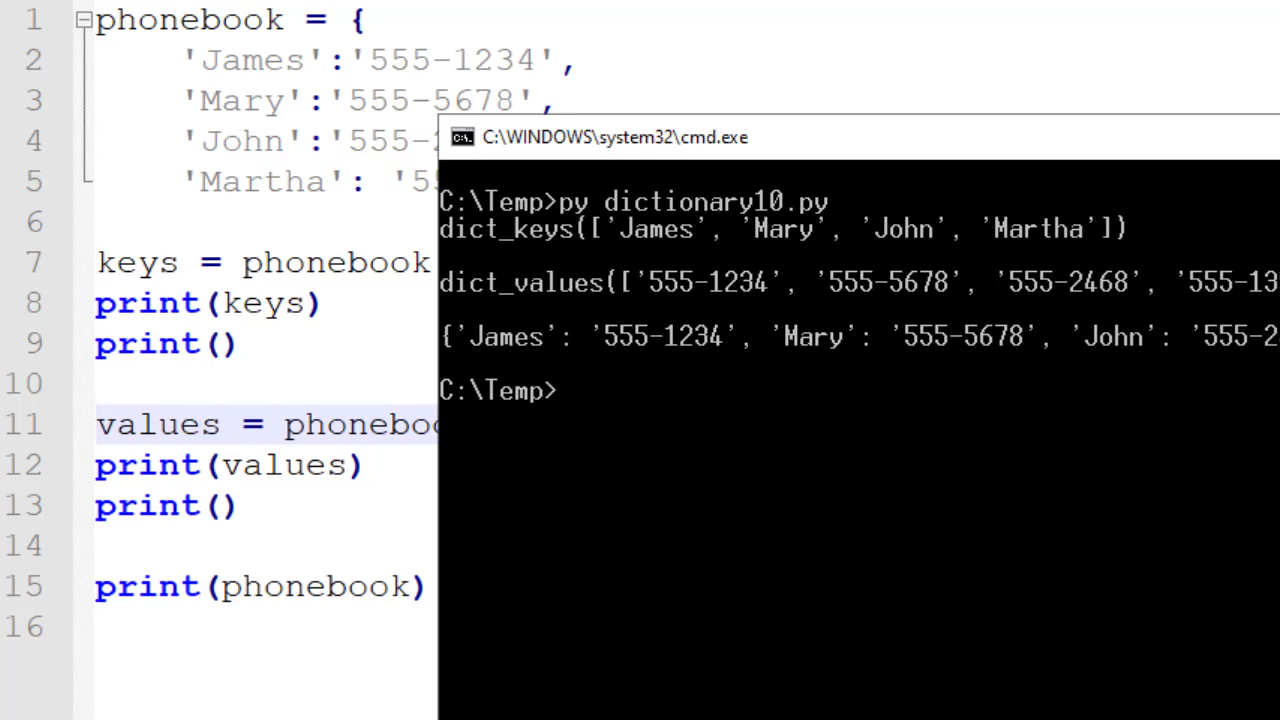 1 phonebook = {
2 'James':'555-1234',
3 'Mary':'555-5678',
4 'John':'555-
5 'Martha': '
6
7 keys = phonebook
8 print(keys)
9 print()
10
11 values = phoneboo
12 print(values)
13 print()
14
15 print(phonebook)
16
C:\WINDOWS\system32\cmd.exe
C:\Temp>py dictionary10.py
dict_keys(['James', 'Mary', 'John', 'Martha'])
dict_values(['555-1234', '555-5678', '555-2468', '555-13
{'James': '555-1234', 'Mary': '555-5678', 'John': '555-2
C:\Temp>